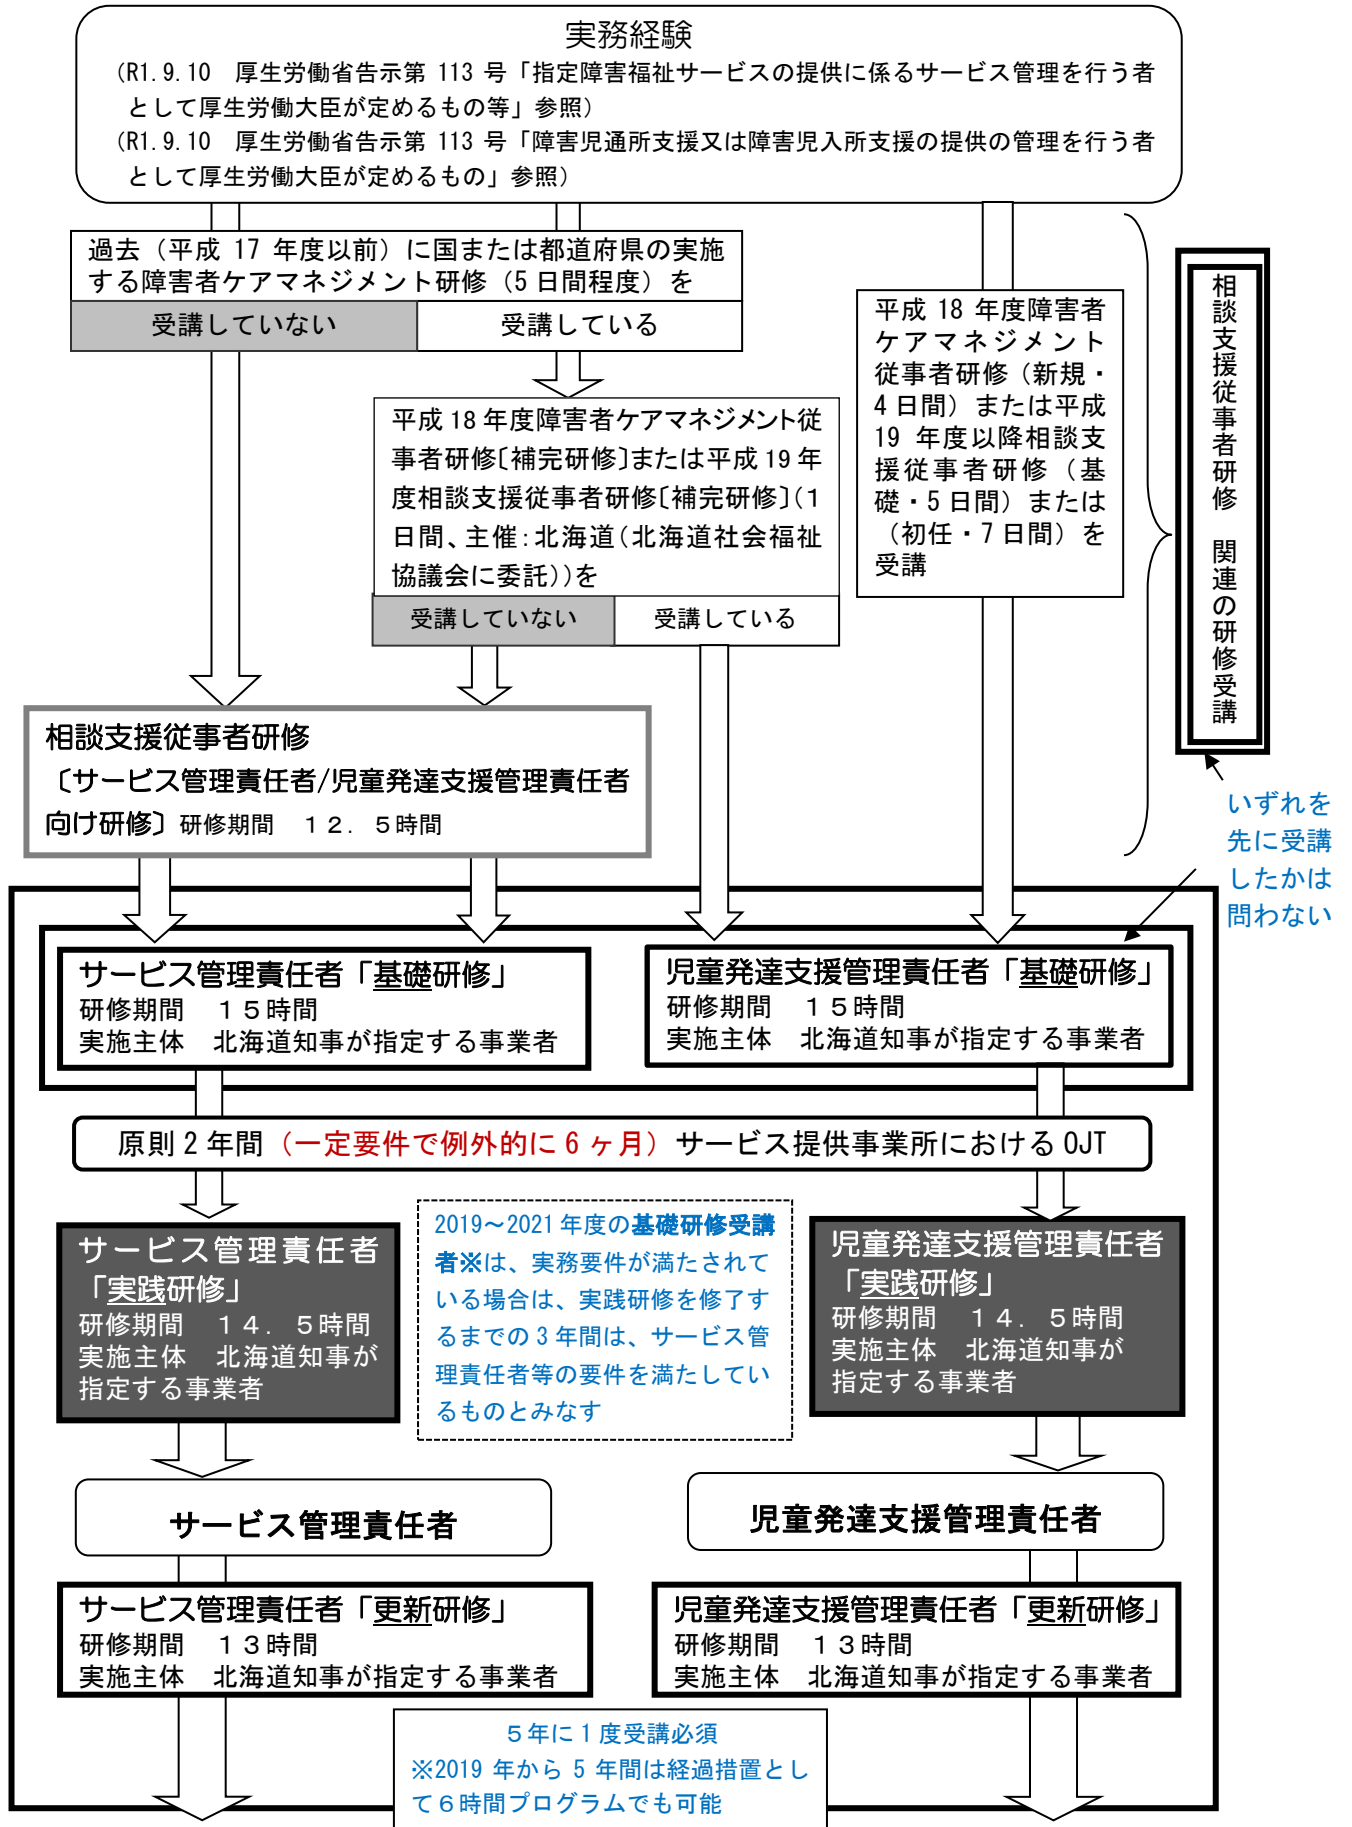 実務経験
(R1.9.10　厚生労働省告示第 113 号「指定障害福祉サービスの提供に係るサービス管理を行う者
として厚生労働大臣が定めるもの等」参照)
(R1.9.10　厚生労働省告示第 113 号「障害児通所支援又は障害児入所支援の提供の管理を行う者
として厚生労働大臣が定めるもの」参照)
過去（平成 17 年度以前）に国または都道府県の実施
する障害者ケアマネジメント研修（5 日間程度）を
受講していない
受講している
平成 18 年度障害者ケアマネジメント従
事者研修〔補完研修〕または平成 19 年
度相談支援従事者研修〔補完研修〕（1
日間、主催：北海道（北海道社会福祉
協議会に委託））を
受講していない
受講している
平成 18 年度障害者
ケアマネジメント
従事者研修（新規・
4 日間）または平成
19 年度以降相談支
援従事者研修（基
礎・5 日間）または
（初任・7 日間）を
受講
相談支援従事者研修　関連の研修受講
いずれを
先に受講
したかは
問わない
相談支援従事者研修
〔サービス管理責任者/児童発達支援管理責任者
向け研修〕研修期間　１２．５時間
サービス管理責任者「基礎研修」
研修期間　１５時間
実施主体　北海道知事が指定する事業者
児童発達支援管理責任者「基礎研修」
研修期間　１５時間
実施主体　北海道知事が指定する事業者
原則 2 年間（一定要件で例外的に 6 ヶ月）サービス提供事業所における OJT
サービス管理責任者
「実践研修」
研修期間　１４．５時間
実施主体　北海道知事が
指定する事業者
2019～2021 年度の基礎研修受講
者※は、実務要件が満たされて
いる場合は、実践研修を修了す
るまでの 3 年間は、サービス管
理責任者等の要件を満たしてい
るものとみなす
児童発達支援管理責任者
「実践研修」
研修期間　１４．５時間
実施主体　北海道知事が
指定する事業者
サービス管理責任者
児童発達支援管理責任者
サービス管理責任者「更新研修」
研修期間　１３時間
実施主体　北海道知事が指定する事業者
児童発達支援管理責任者「更新研修」
研修期間　１３時間
実施主体　北海道知事が指定する事業者
５年に 1 度受講必須
※2019 年から 5 年間は経過措置とし
て６時間プログラムでも可能